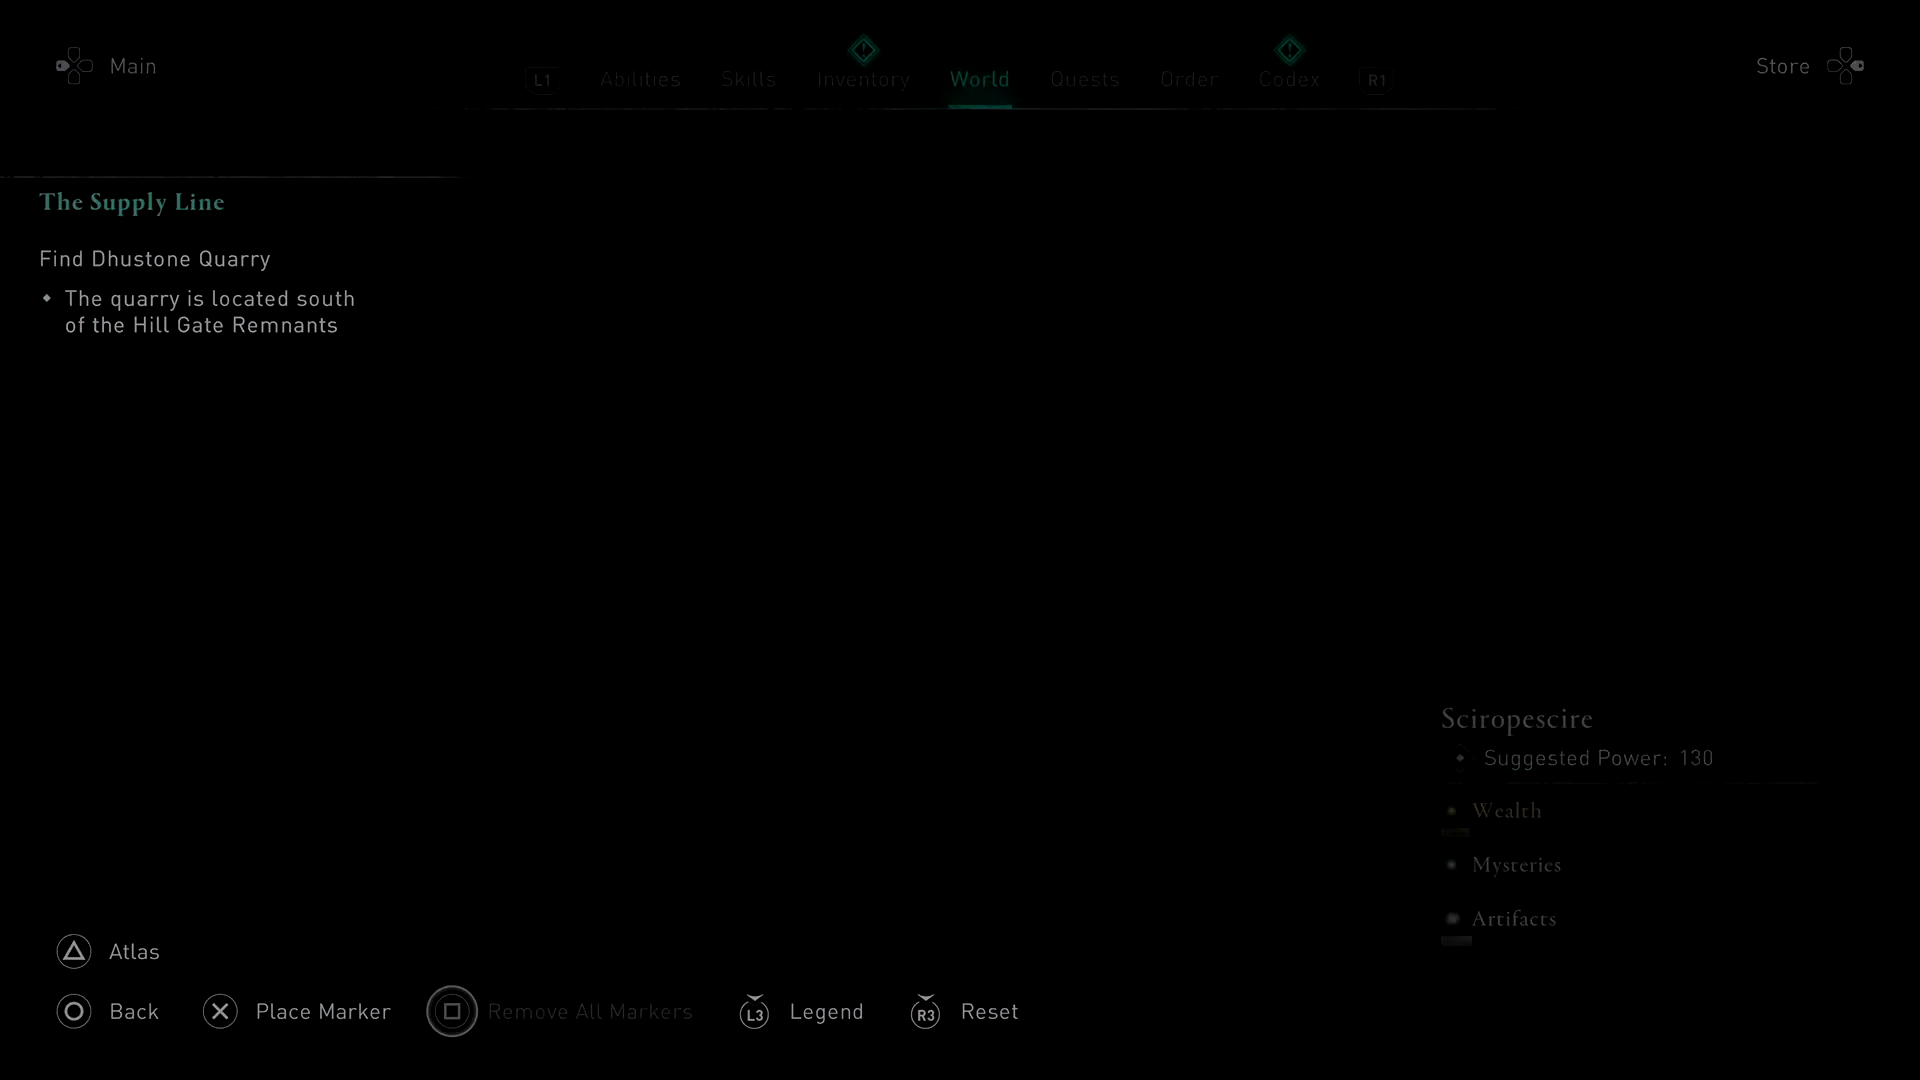 Main
L1 Abilities Skills Inventory World Quests Order Codex R1
Store
The Supply Line
Find Dhustone Quarry
The quarry is located south
of the Hill Gate Remnants
Sciropescire
Suggested Power: 130
Wealth
Mysteries
Artifacts
Atlas
Back Place Marker Remove All Markers L3 Legend R3 Reset